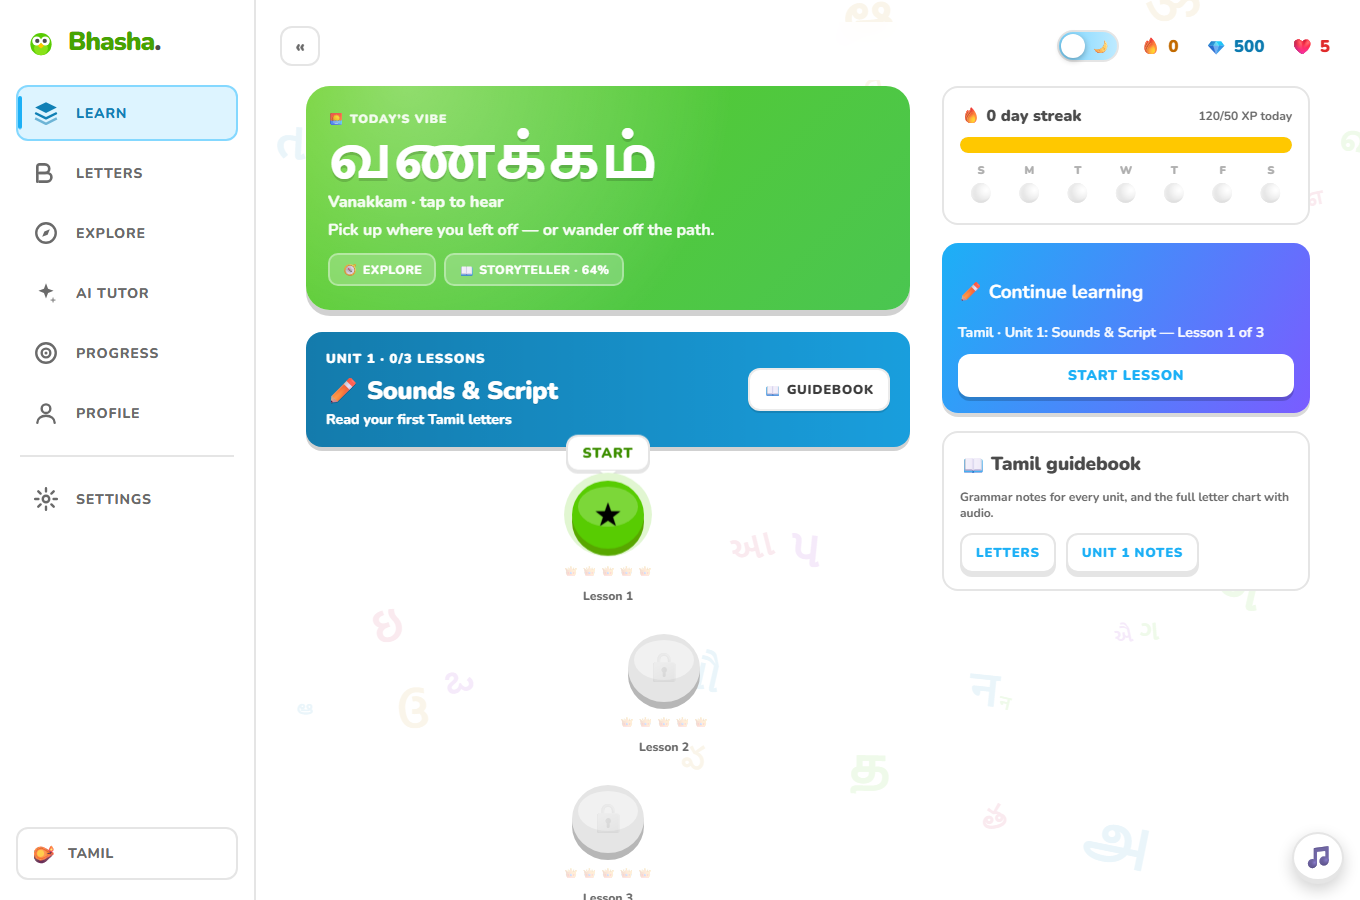 Bhasha.
LEARN
LETTERS
EXPLORE
AI TUTOR
PROGRESS
PROFILE
SETTINGS
TAMIL
«
0
500
5
TODAY'S VIBE
வணக்கம்
Vanakkam · tap to hear
Pick up where you left off — or wander off the path.
EXPLORE
STORYTELLER · 64%
UNIT 1 · 0/3 LESSONS
Sounds & Script
Read your first Tamil letters
GUIDEBOOK
START
Lesson 1
Lesson 2
Lesson 3
0 day streak
120/50 XP today
S M T W T F S
Continue learning
Tamil · Unit 1: Sounds & Script — Lesson 1 of 3
START LESSON
Tamil guidebook
Grammar notes for every unit, and the full letter chart with
audio.
LETTERS
UNIT 1 NOTES
આ
પ
ઇ
ઉ
ఒ
ఐ
ગ
न
न
త
த
அ
ॐ